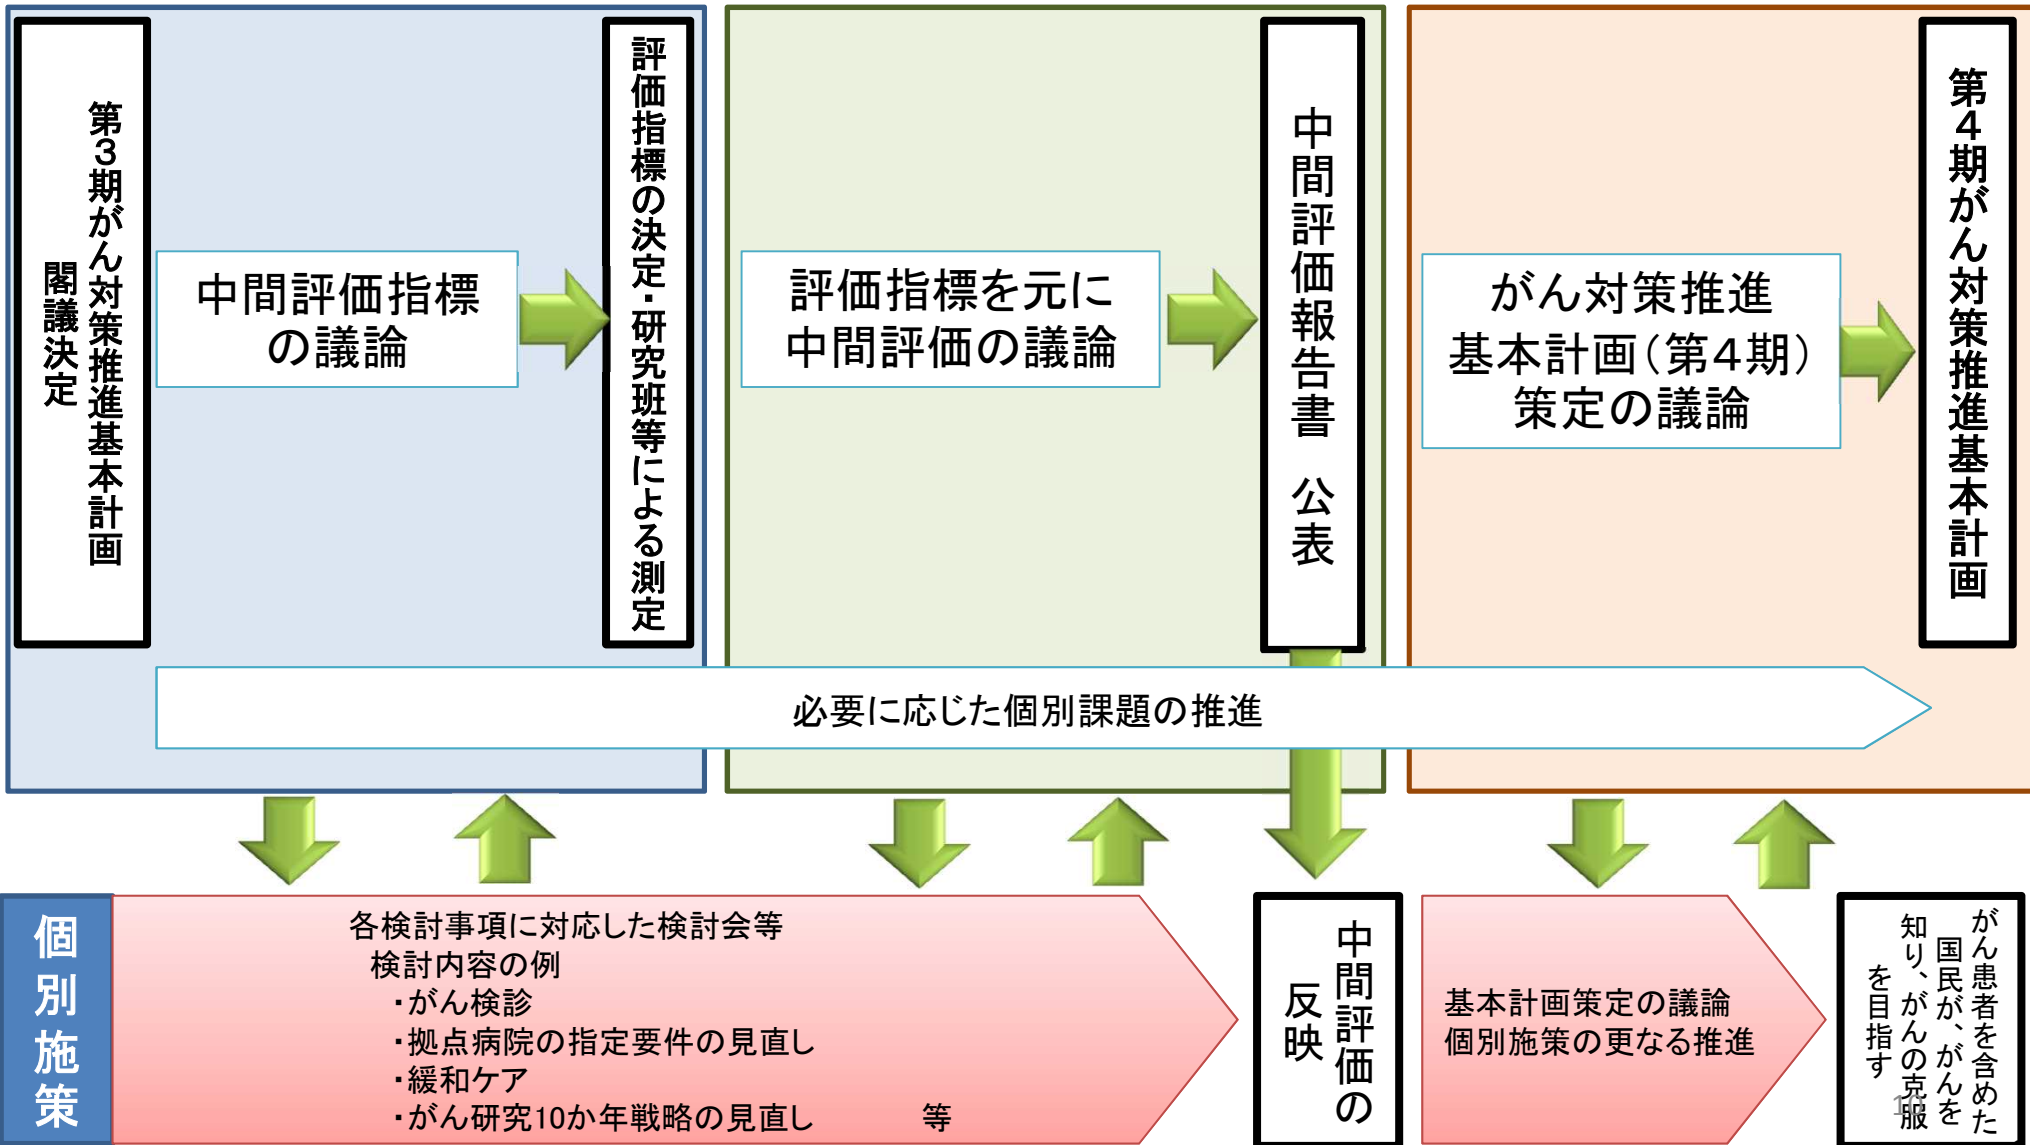 第３期がん対策推進基本計画
閣議決定
中間評価指標
の議論
評価指標の決定・研究班等による測定
評価指標を元に
中間評価の議論
中間評価報告書　公表
がん対策推進
基本計画（第４期）
策定の議論
第４期がん対策推進基本計画
必要に応じた個別課題の推進
個別施策
各検討事項に対応した検討会等
検討内容の例
・がん検診
・拠点病院の指定要件の見直し
・緩和ケア
・がん研究10か年戦略の見直し　　　等
中間評価の
反映
基本計画策定の議論
個別施策の更なる推進
がん患者を含めた
国民が、がんを
知り、がんの克服
を目指す
10